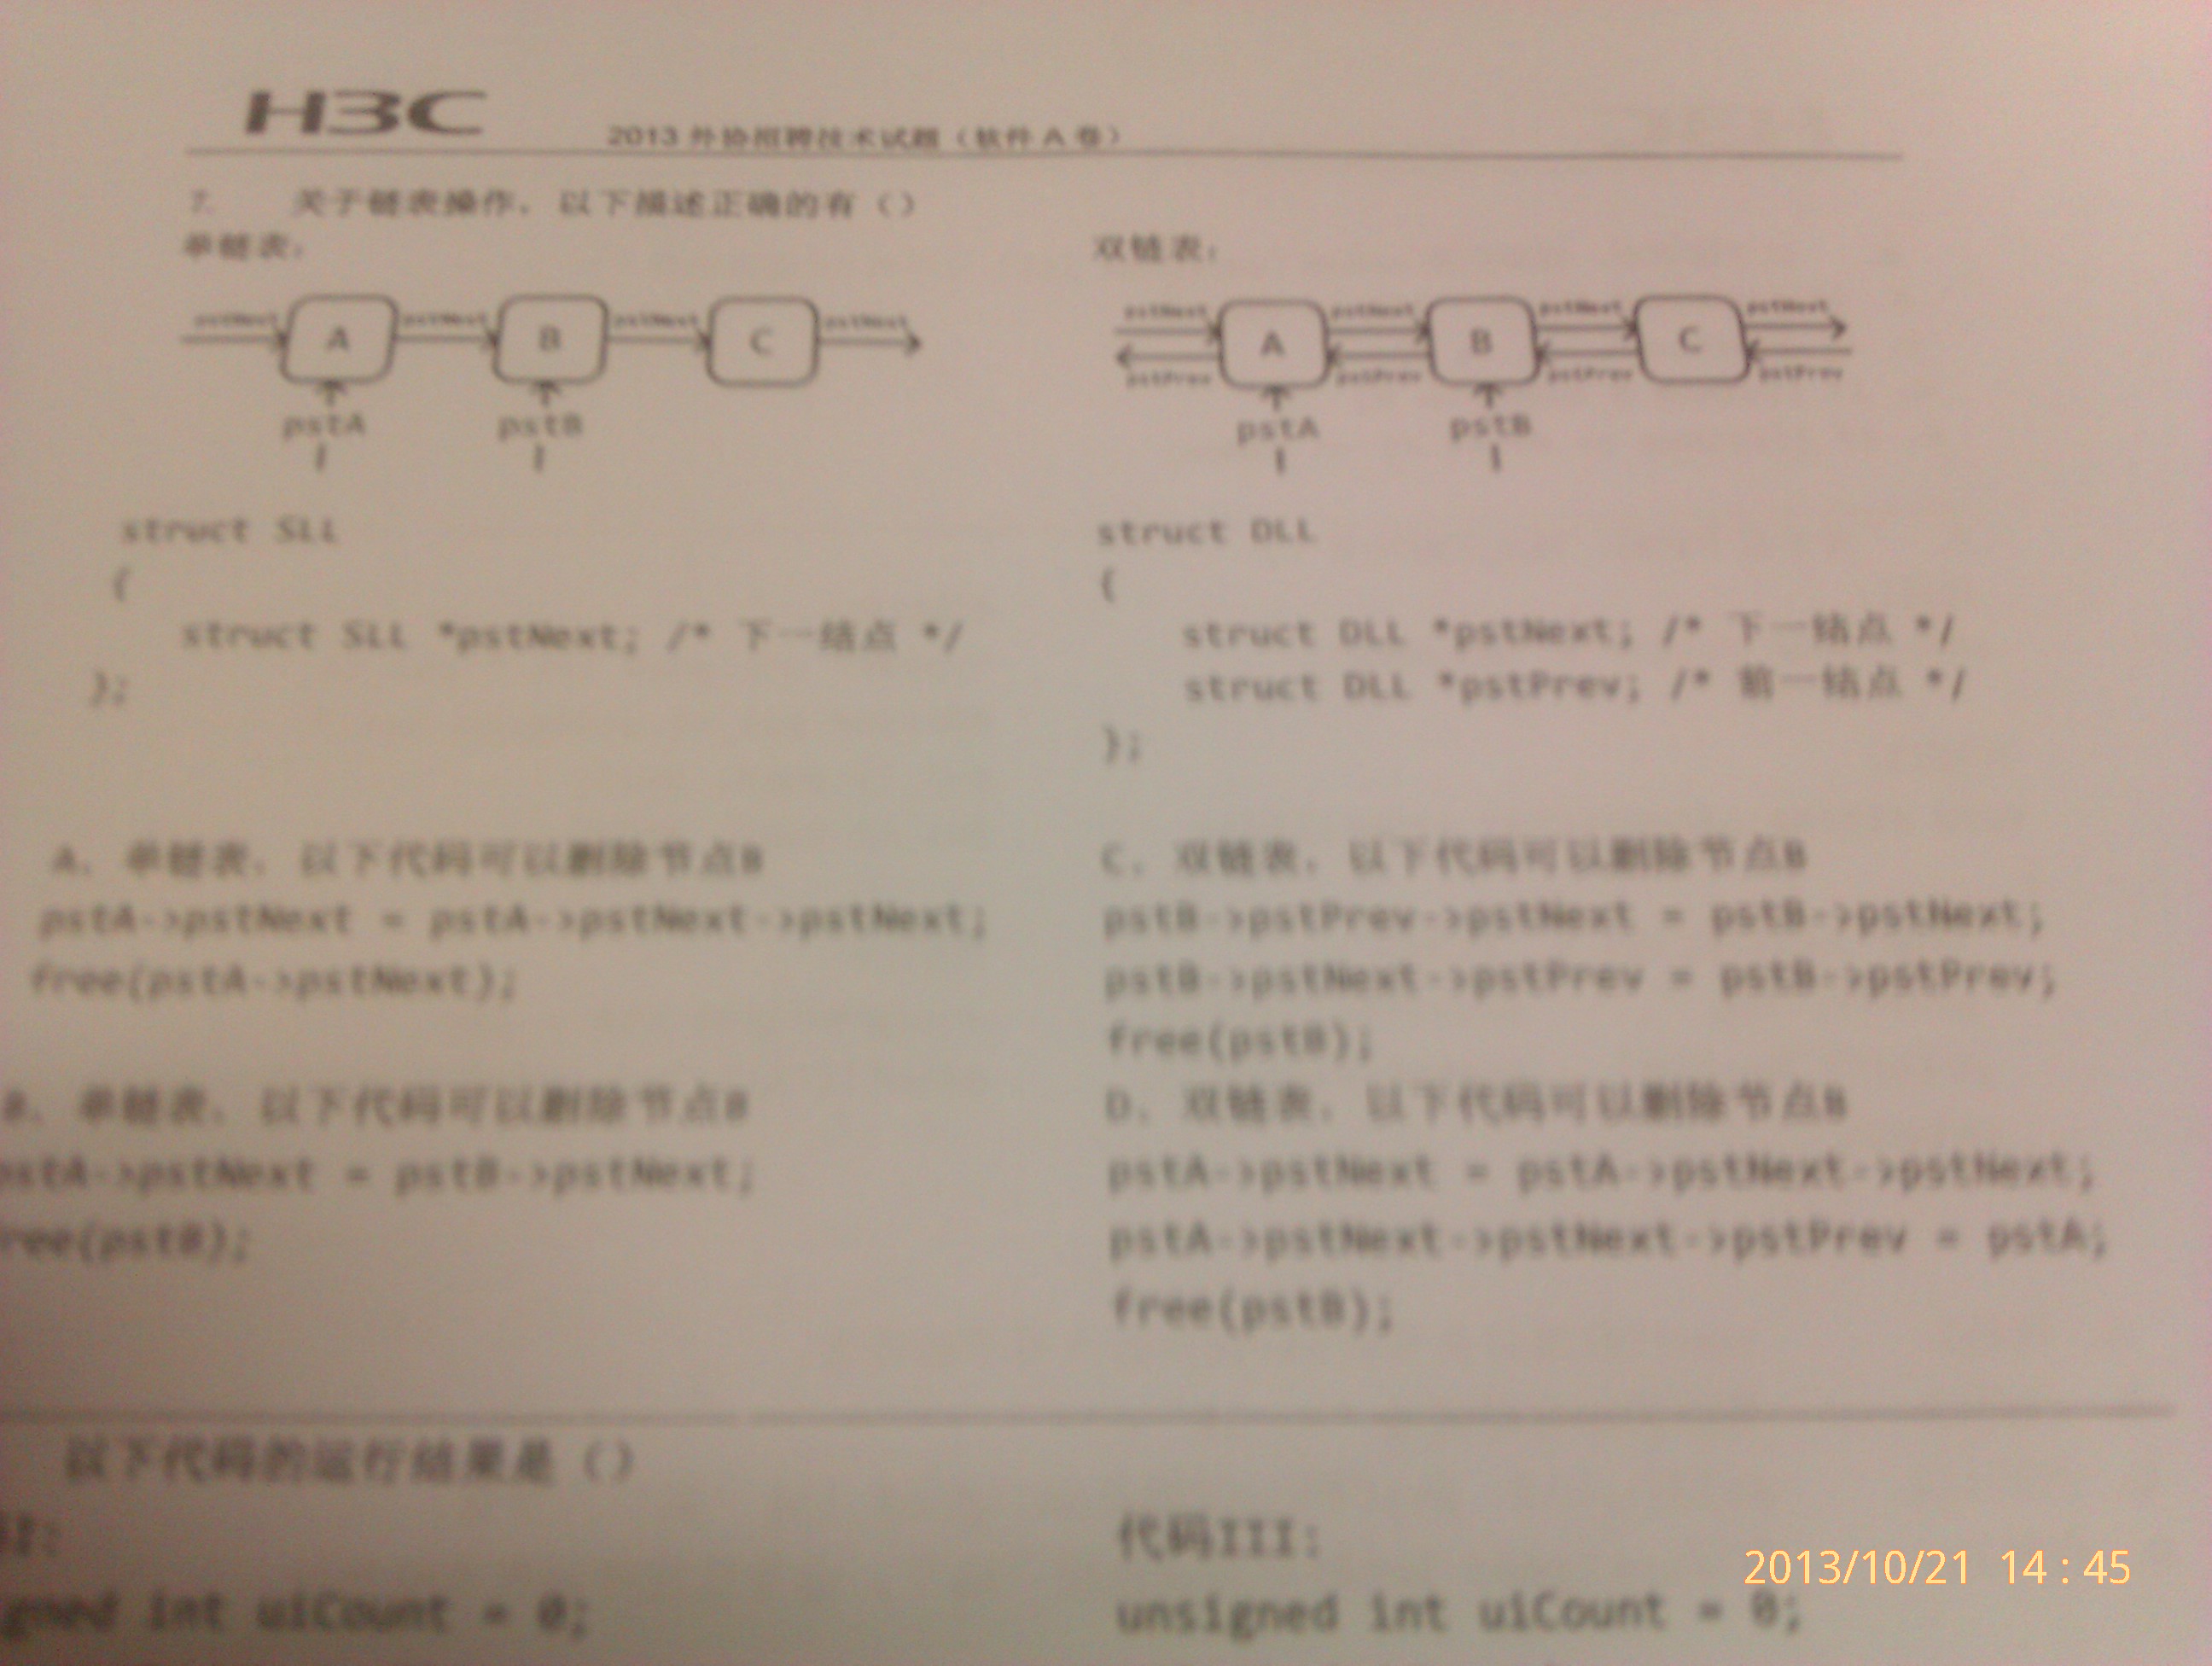 H3C
2013 外协招聘技术试题（软件 A 卷）
7. 关于链表操作，以下描述正确的有（）
单链表：
pstNext A pstNext B pstNext C pstNext
pstA
pstB
struct SLL
{
struct SLL *pstNext; /* 下一结点 */
};
双链表：
pstNext A pstNext B pstNext C pstNext
pstPrev pstPrev pstPrev pstPrev
pstA
pstB
struct DLL
{
struct DLL *pstNext; /* 下一结点 */
struct DLL *pstPrev; /* 前一结点 */
};
A. 单链表，以下代码可以删除节点B
pstA->pstNext = pstA->pstNext->pstNext;
free(pstA->pstNext);
B. 单链表，以下代码可以删除节点B
pstA->pstNext = pstB->pstNext;
free(pstB);
C. 双链表，以下代码可以删除节点B
pstB->pstPrev->pstNext = pstB->pstNext;
pstB->pstNext->pstPrev = pstB->pstPrev;
free(pstB);
D. 双链表，以下代码可以删除节点B
pstA->pstNext = pstA->pstNext->pstNext;
pstA->pstNext->pstNext->pstPrev = pstA;
free(pstB);
以下代码的运行结果是（）
I:
igned int uiCount = 0;
代码III:
unsigned int uiCount = 0;
2013/10/21 14:45